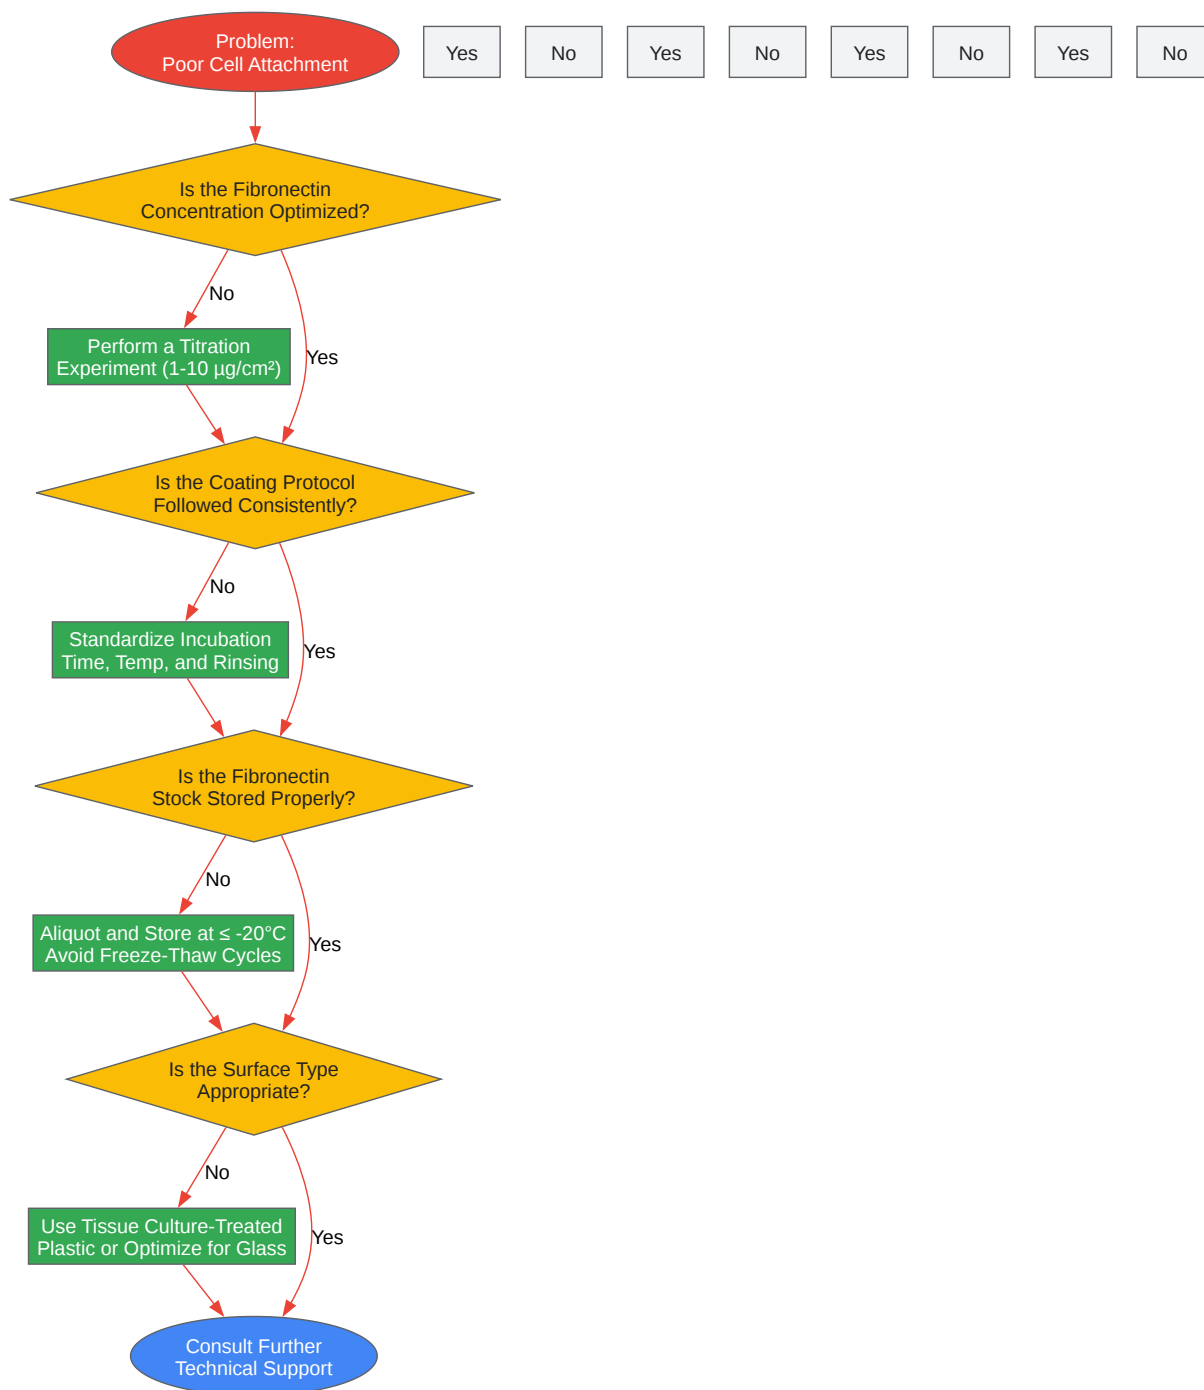 Problem:
Poor Cell Attachment
Yes
No
Yes
No
Yes
No
Yes
No
Is the Fibronectin
Concentration Optimized?
No
Perform a Titration
Experiment (1-10 µg/cm²)
Yes
Is the Coating Protocol
Followed Consistently?
No
Standardize Incubation
Time, Temp, and Rinsing
Yes
Is the Fibronectin
Stock Stored Properly?
No
Aliquot and Store at ≤ -20°C
Avoid Freeze-Thaw Cycles
Yes
Is the Surface Type
Appropriate?
No
Use Tissue Culture-Treated
Plastic or Optimize for Glass
Yes
Consult Further
Technical Support